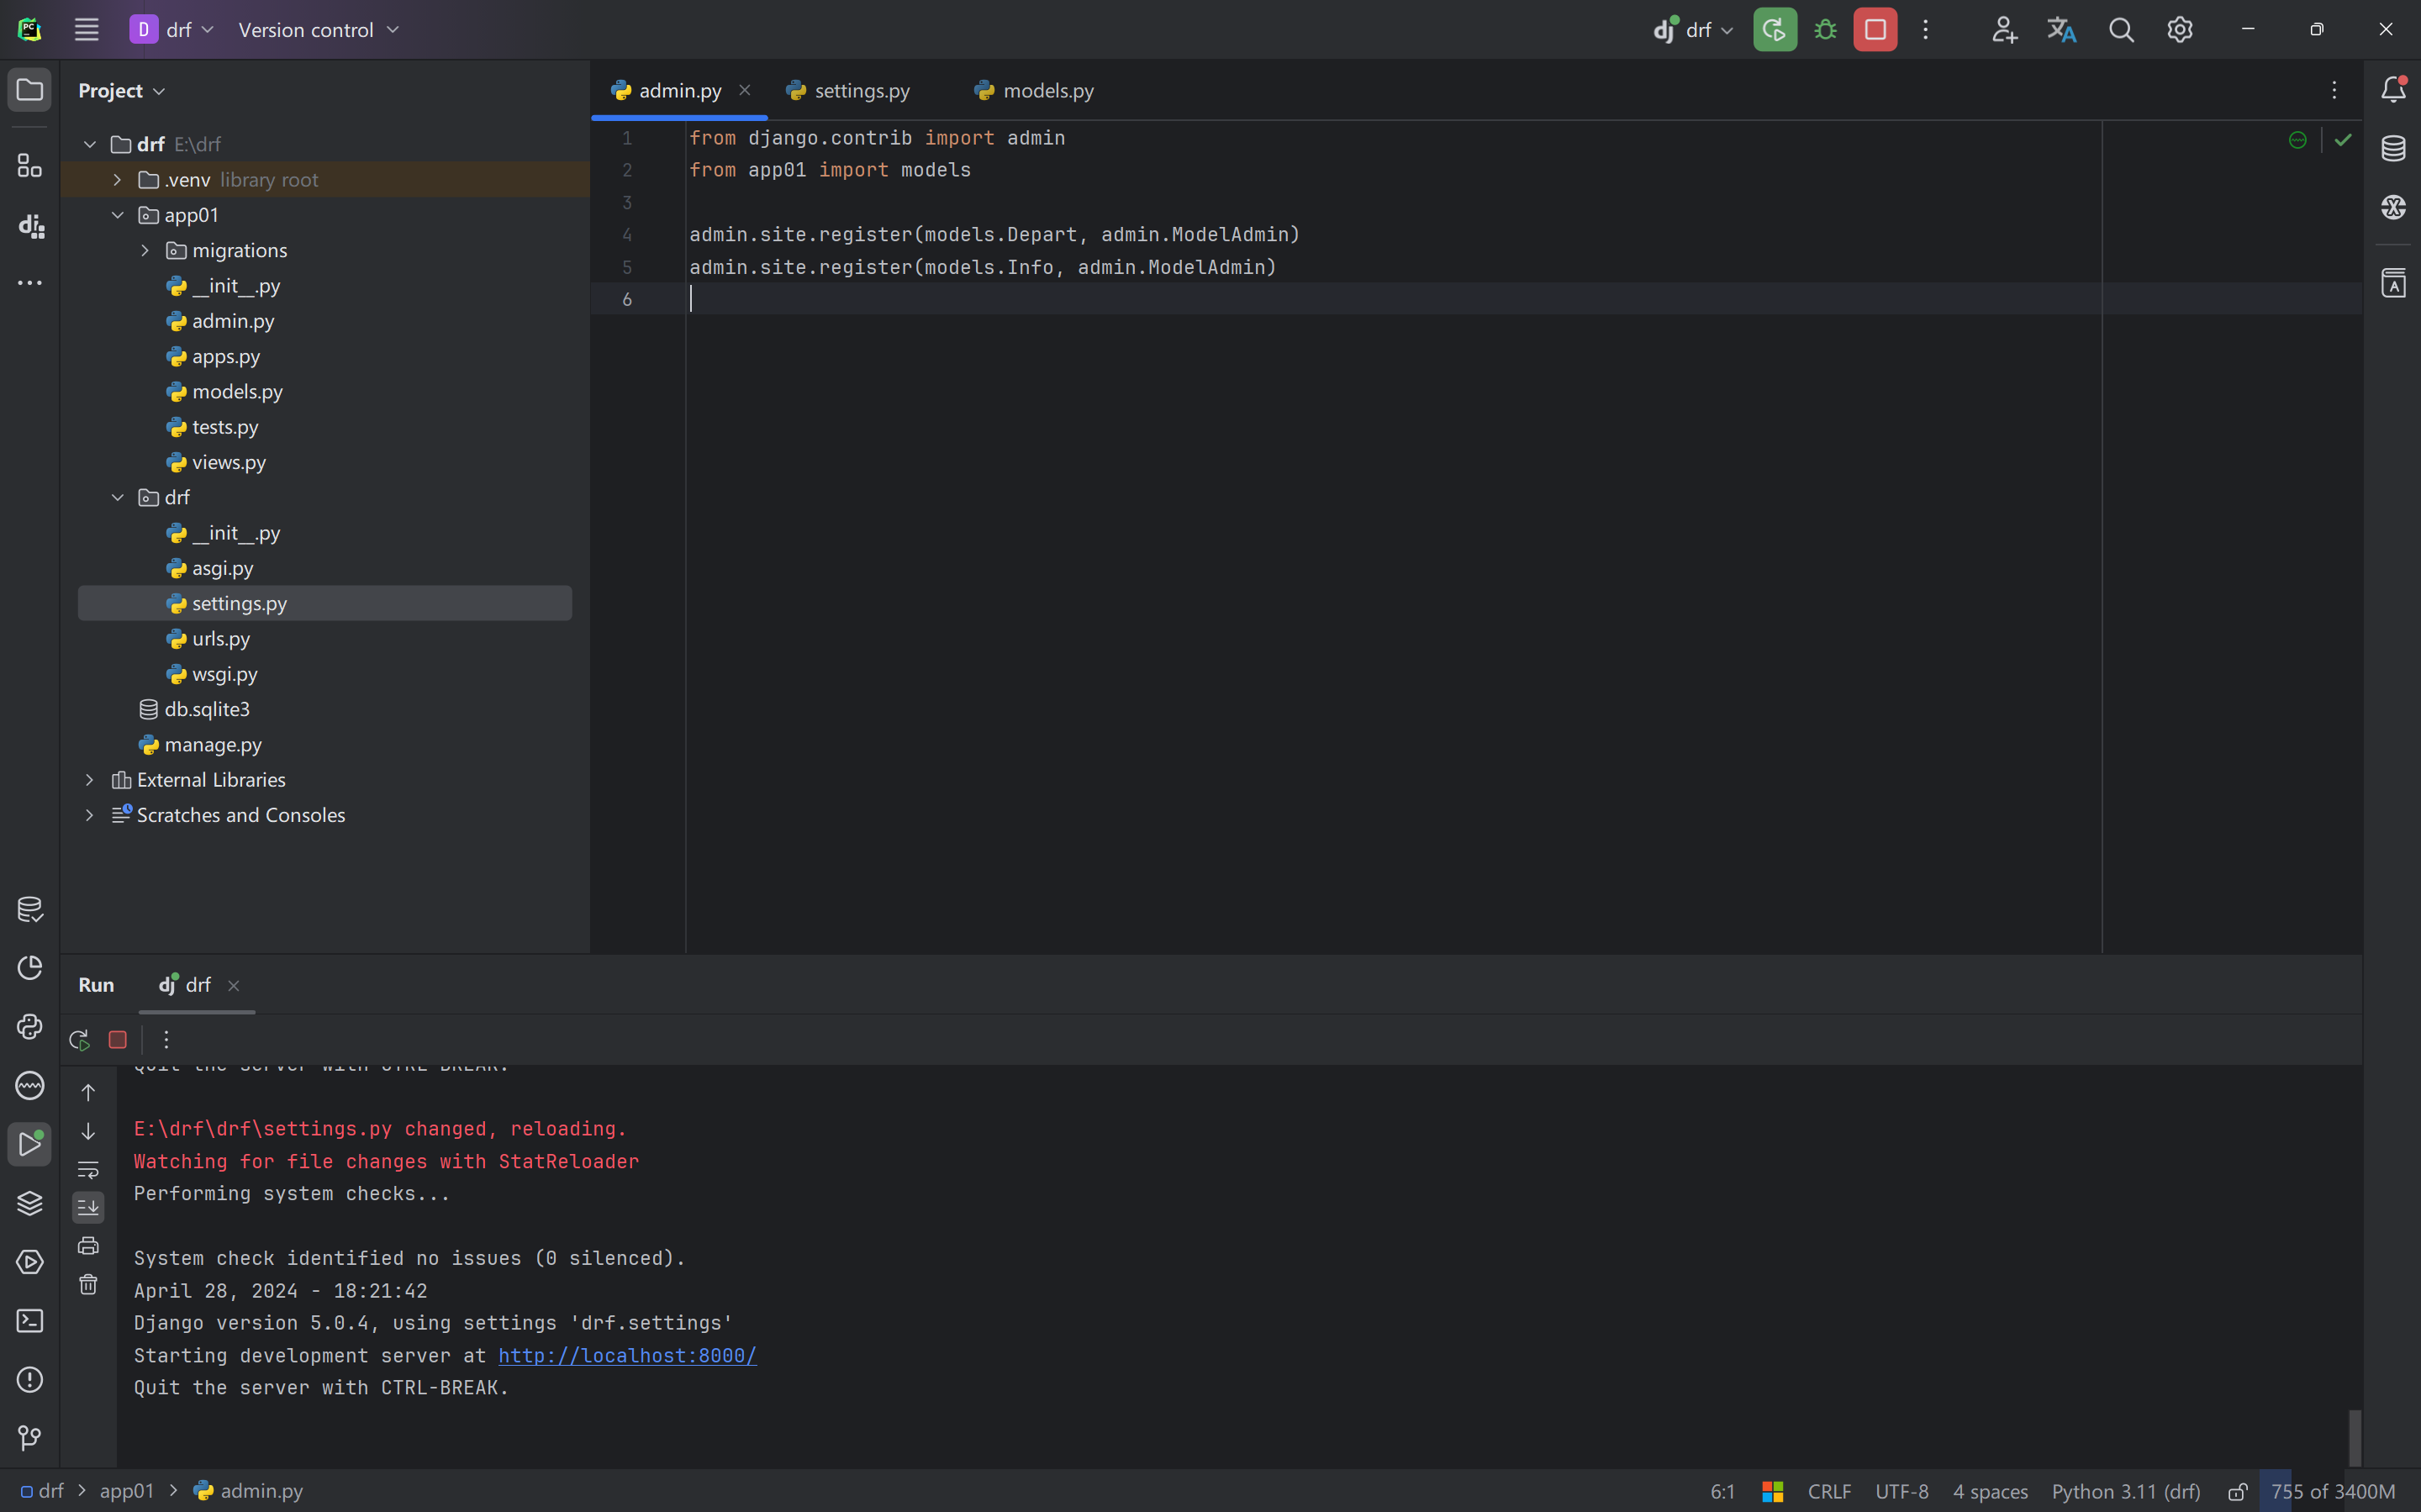 D drf Version control
dj drf
Project
drf E:\drf
.venv library root
app01
migrations
__init__.py
admin.py
apps.py
models.py
tests.py
views.py
drf
__init__.py
asgi.py
settings.py
urls.py
wsgi.py
db.sqlite3
manage.py
External Libraries
Scratches and Consoles
admin.py settings.py models.py
1 from django.contrib import admin
2 from app01 import models
3
4 admin.site.register(models.Depart, admin.ModelAdmin)
5 admin.site.register(models.Info, admin.ModelAdmin)
6
Run dj drf
Quit the server with CTRL-BREAK.
E:\drf\drf\settings.py changed, reloading.
Watching for file changes with StatReloader
Performing system checks...
System check identified no issues (0 silenced).
April 28, 2024 - 18:21:42
Django version 5.0.4, using settings 'drf.settings'
Starting development server at http://localhost:8000/
Quit the server with CTRL-BREAK.
drf > app01 > admin.py
6:1 CRLF UTF-8 4 spaces Python 3.11 (drf) 755 of 3400M